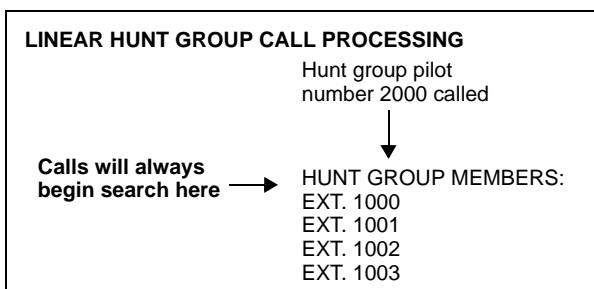 LINEAR HUNT GROUP CALL PROCESSING
Hunt group pilot
number 2000 called
Calls will always
begin search here
HUNT GROUP MEMBERS:
EXT. 1000
EXT. 1001
EXT. 1002
EXT. 1003